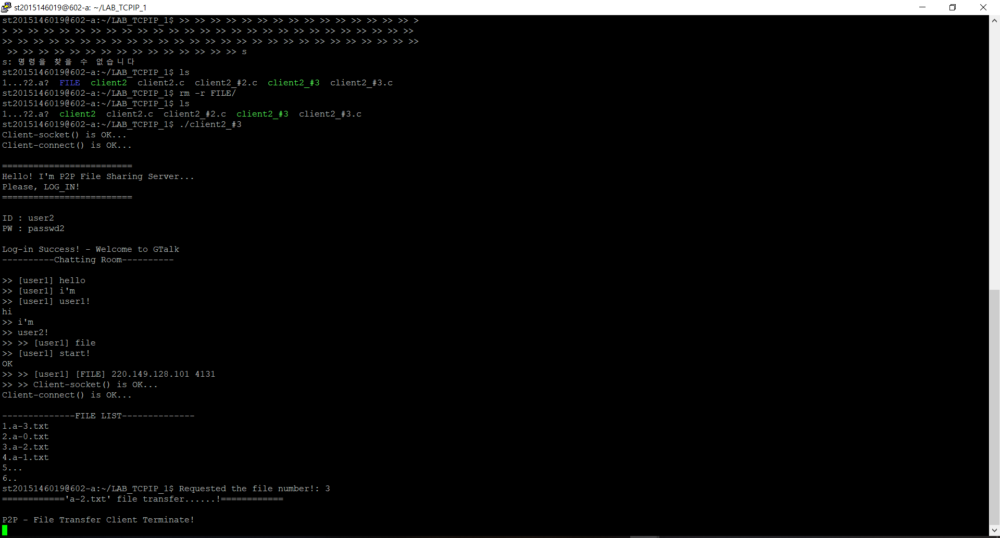 st2015146019@602-a: ~/LAB_TCPIP_1
st2015146019@602-a:~/LAB_TCPIP_1$ >> >> >> >> >> >> >> >> >> >> >> >> >> >> >> >
> >> >> >> >> >> >> >> >> >> >> >> >> >> >> >> >> >> >> >> >> >> >> >> >> >> >>
>> >> >> >> >> >> >> >> >> >> >> >> >> >> >> >> >> >> >> >> >> >> >> >> >> >> >>
>> >> >> >> >> >> >> >> >> >> >> >> >> >> >> s
s: 명령을 찾을 수 없습니다
st2015146019@602-a:~/LAB_TCPIP_1$ ls
1...?2.a?  FILE  client2  client2.c  client2_#2.c  client2_#3  client2_#3.c
st2015146019@602-a:~/LAB_TCPIP_1$ rm -r FILE/
st2015146019@602-a:~/LAB_TCPIP_1$ ls
1...?2.a?  client2  client2.c  client2_#2.c  client2_#3  client2_#3.c
st2015146019@602-a:~/LAB_TCPIP_1$ ./client2_#3
Client-socket() is OK...
Client-connect() is OK...
=========================
Hello! I'm P2P File Sharing Server...
Please, LOG_IN!
=========================
ID : user2
PW : passwd2
Log-in Success! - Welcome to GTalk
----------Chatting Room----------
>> [user1] hello
>> [user1] i'm
>> [user1] user1!
hi
>> i'm
>> user2!
>> >> [user1] file
>> [user1] start!
OK
>> >> [user1] [FILE] 220.149.128.101 4131
>> >> Client-socket() is OK...
Client-connect() is OK...
--------------FILE LIST--------------
1.a-3.txt
2.a-0.txt
3.a-2.txt
4.a-1.txt
5...
6..
st2015146019@602-a:~/LAB_TCPIP_1$ Requested the file number!: 3
============'a-2.txt' file transfer......!============
P2P - File Transfer Client Terminate!